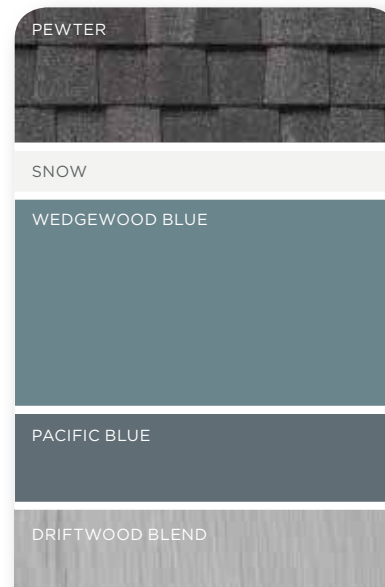 PEWTER
SNOW
WEDGEWOOD BLUE
PACIFIC BLUE
DRIFTWOOD BLEND